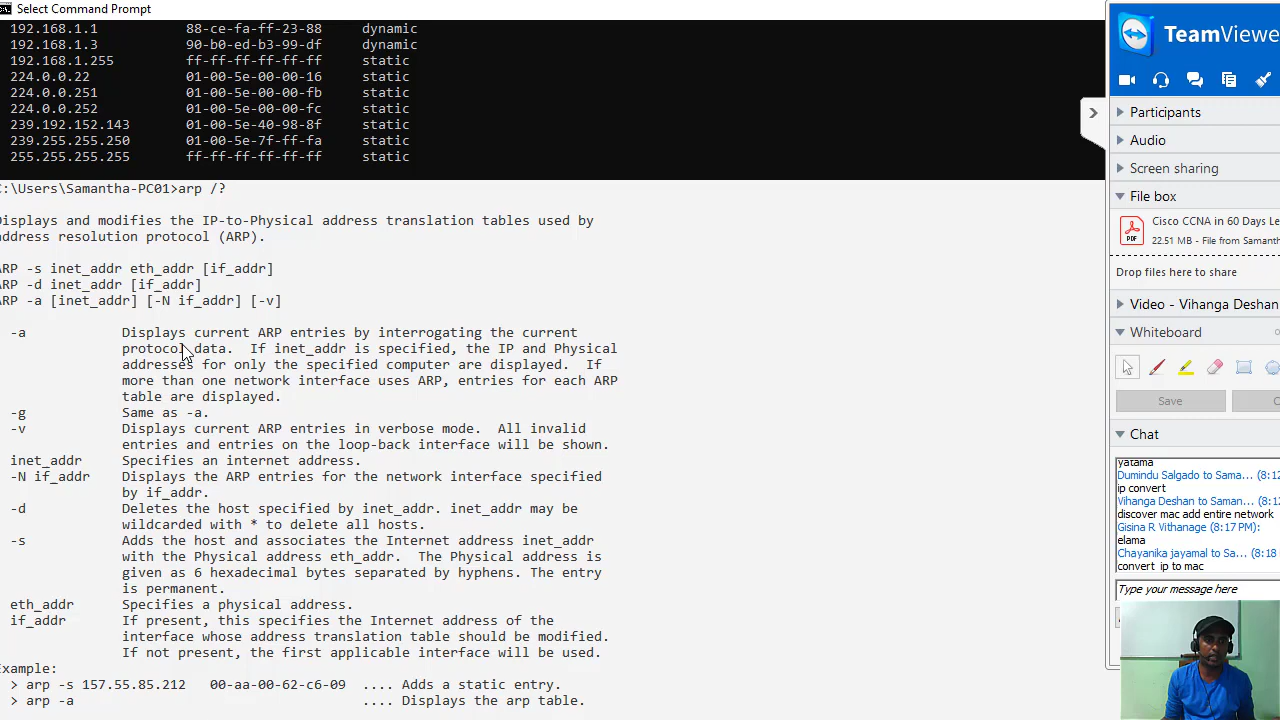 Select Command Prompt
192.168.1.1 88-ce-fa-ff-23-88 dynamic
192.168.1.3 90-b0-ed-b3-99-df dynamic
192.168.1.255 ff-ff-ff-ff-ff-ff static
224.0.0.22 01-00-5e-00-00-16 static
224.0.0.251 01-00-5e-00-00-fb static
224.0.0.252 01-00-5e-00-00-fc static
239.192.152.143 01-00-5e-40-98-8f static
239.255.255.250 01-00-5e-7f-ff-fa static
255.255.255.255 ff-ff-ff-ff-ff-ff static
C:\Users\Samantha-PC01>arp /?
Displays and modifies the IP-to-Physical address translation tables used by
address resolution protocol (ARP).
ARP -s inet_addr eth_addr [if_addr]
ARP -d inet_addr [if_addr]
ARP -a [inet_addr] [-N if_addr] [-v]
-a Displays current ARP entries by interrogating the current
protocol data. If inet_addr is specified, the IP and Physical
addresses for only the specified computer are displayed. If
more than one network interface uses ARP, entries for each ARP
table are displayed.
-g Same as -a.
-v Displays current ARP entries in verbose mode. All invalid
entries and entries on the loop-back interface will be shown.
inet_addr Specifies an internet address.
-N if_addr Displays the ARP entries for the network interface specified
by if_addr.
-d Deletes the host specified by inet_addr. inet_addr may be
wildcarded with * to delete all hosts.
-s Adds the host and associates the Internet address inet_addr
with the Physical address eth_addr. The Physical address is
given as 6 hexadecimal bytes separated by hyphens. The entry
is permanent.
eth_addr Specifies a physical address.
if_addr If present, this specifies the Internet address of the
interface whose address translation table should be modified.
If not present, the first applicable interface will be used.
Example:
> arp -s 157.55.85.212 00-aa-00-62-c6-09 .... Adds a static entry.
> arp -a .... Displays the arp table.
TeamViewe
Participants
Audio
Screen sharing
File box
PDF
Cisco CCNA in 60 Days Le
22.51 MB - File from Samanth
Drop files here to share
Video - Vihanga Deshan
Whiteboard
Save
C
Chat
yatama
Dumindu Salgado to Sama... (8:12
ip convert
Vihanga Deshan to Saman... (8:12
discover mac add entire network
Gisina R Vithanage (8:17 PM):
elama
Chayanika jayamal to Sa... (8:18
convert ip to mac
Type your message here